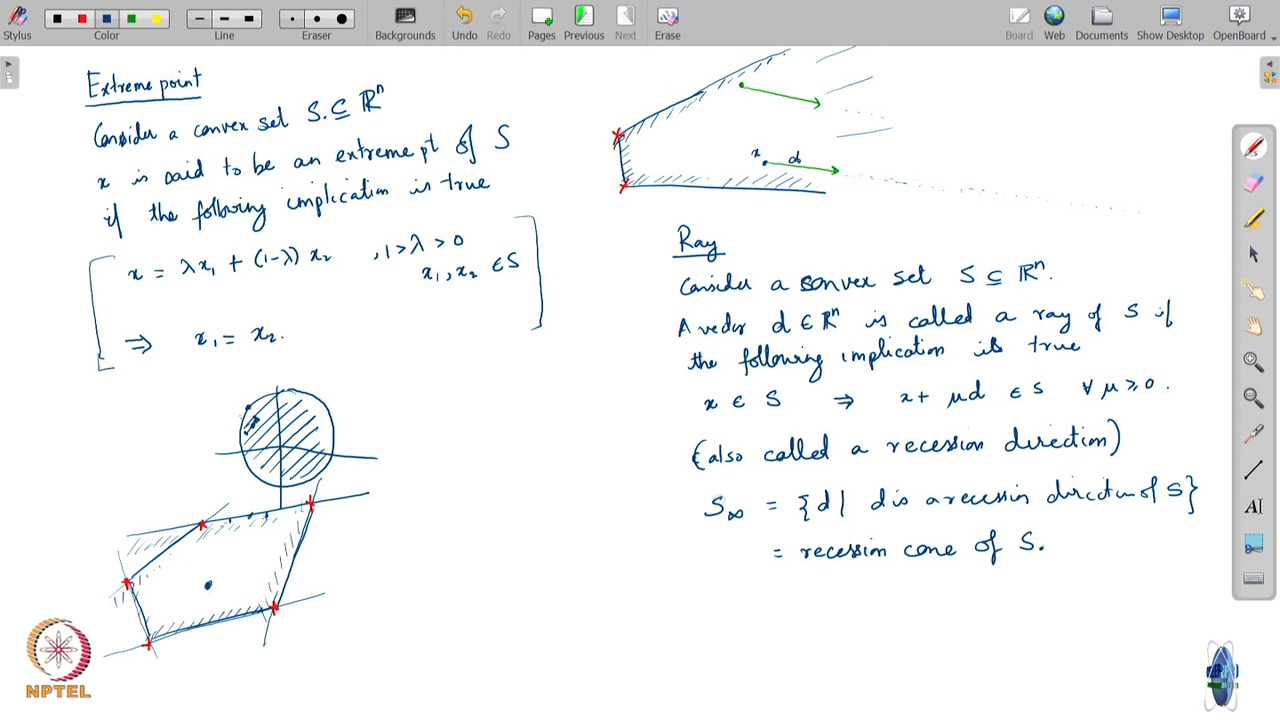 Stylus
Color
Line
Eraser
Backgrounds
Undo
Redo
Pages
Previous
Next
Erase
Board
Web
Documents
Show Desktop
OpenBoard
Extreme point
Consider a convex set S ⊆ ℝⁿ
x is said to be an extreme pt of S
if the following implication is true
x = λx₁ + (1-λ) x₂ , 1 > λ > 0
x₁, x₂ ∈ S
⇒ x₁ = x₂.
x d
Ray
Consider a convex set S ⊆ ℝⁿ.
A vector d ∈ ℝⁿ is called a ray of S if
the following implication is true
x ∈ S ⇒ x + μd ∈ S ∀ μ ≥ 0.
(also called a recession direction)
S∞ = {d | d is a recession direction of S}
= recession cone of S.
NPTEL